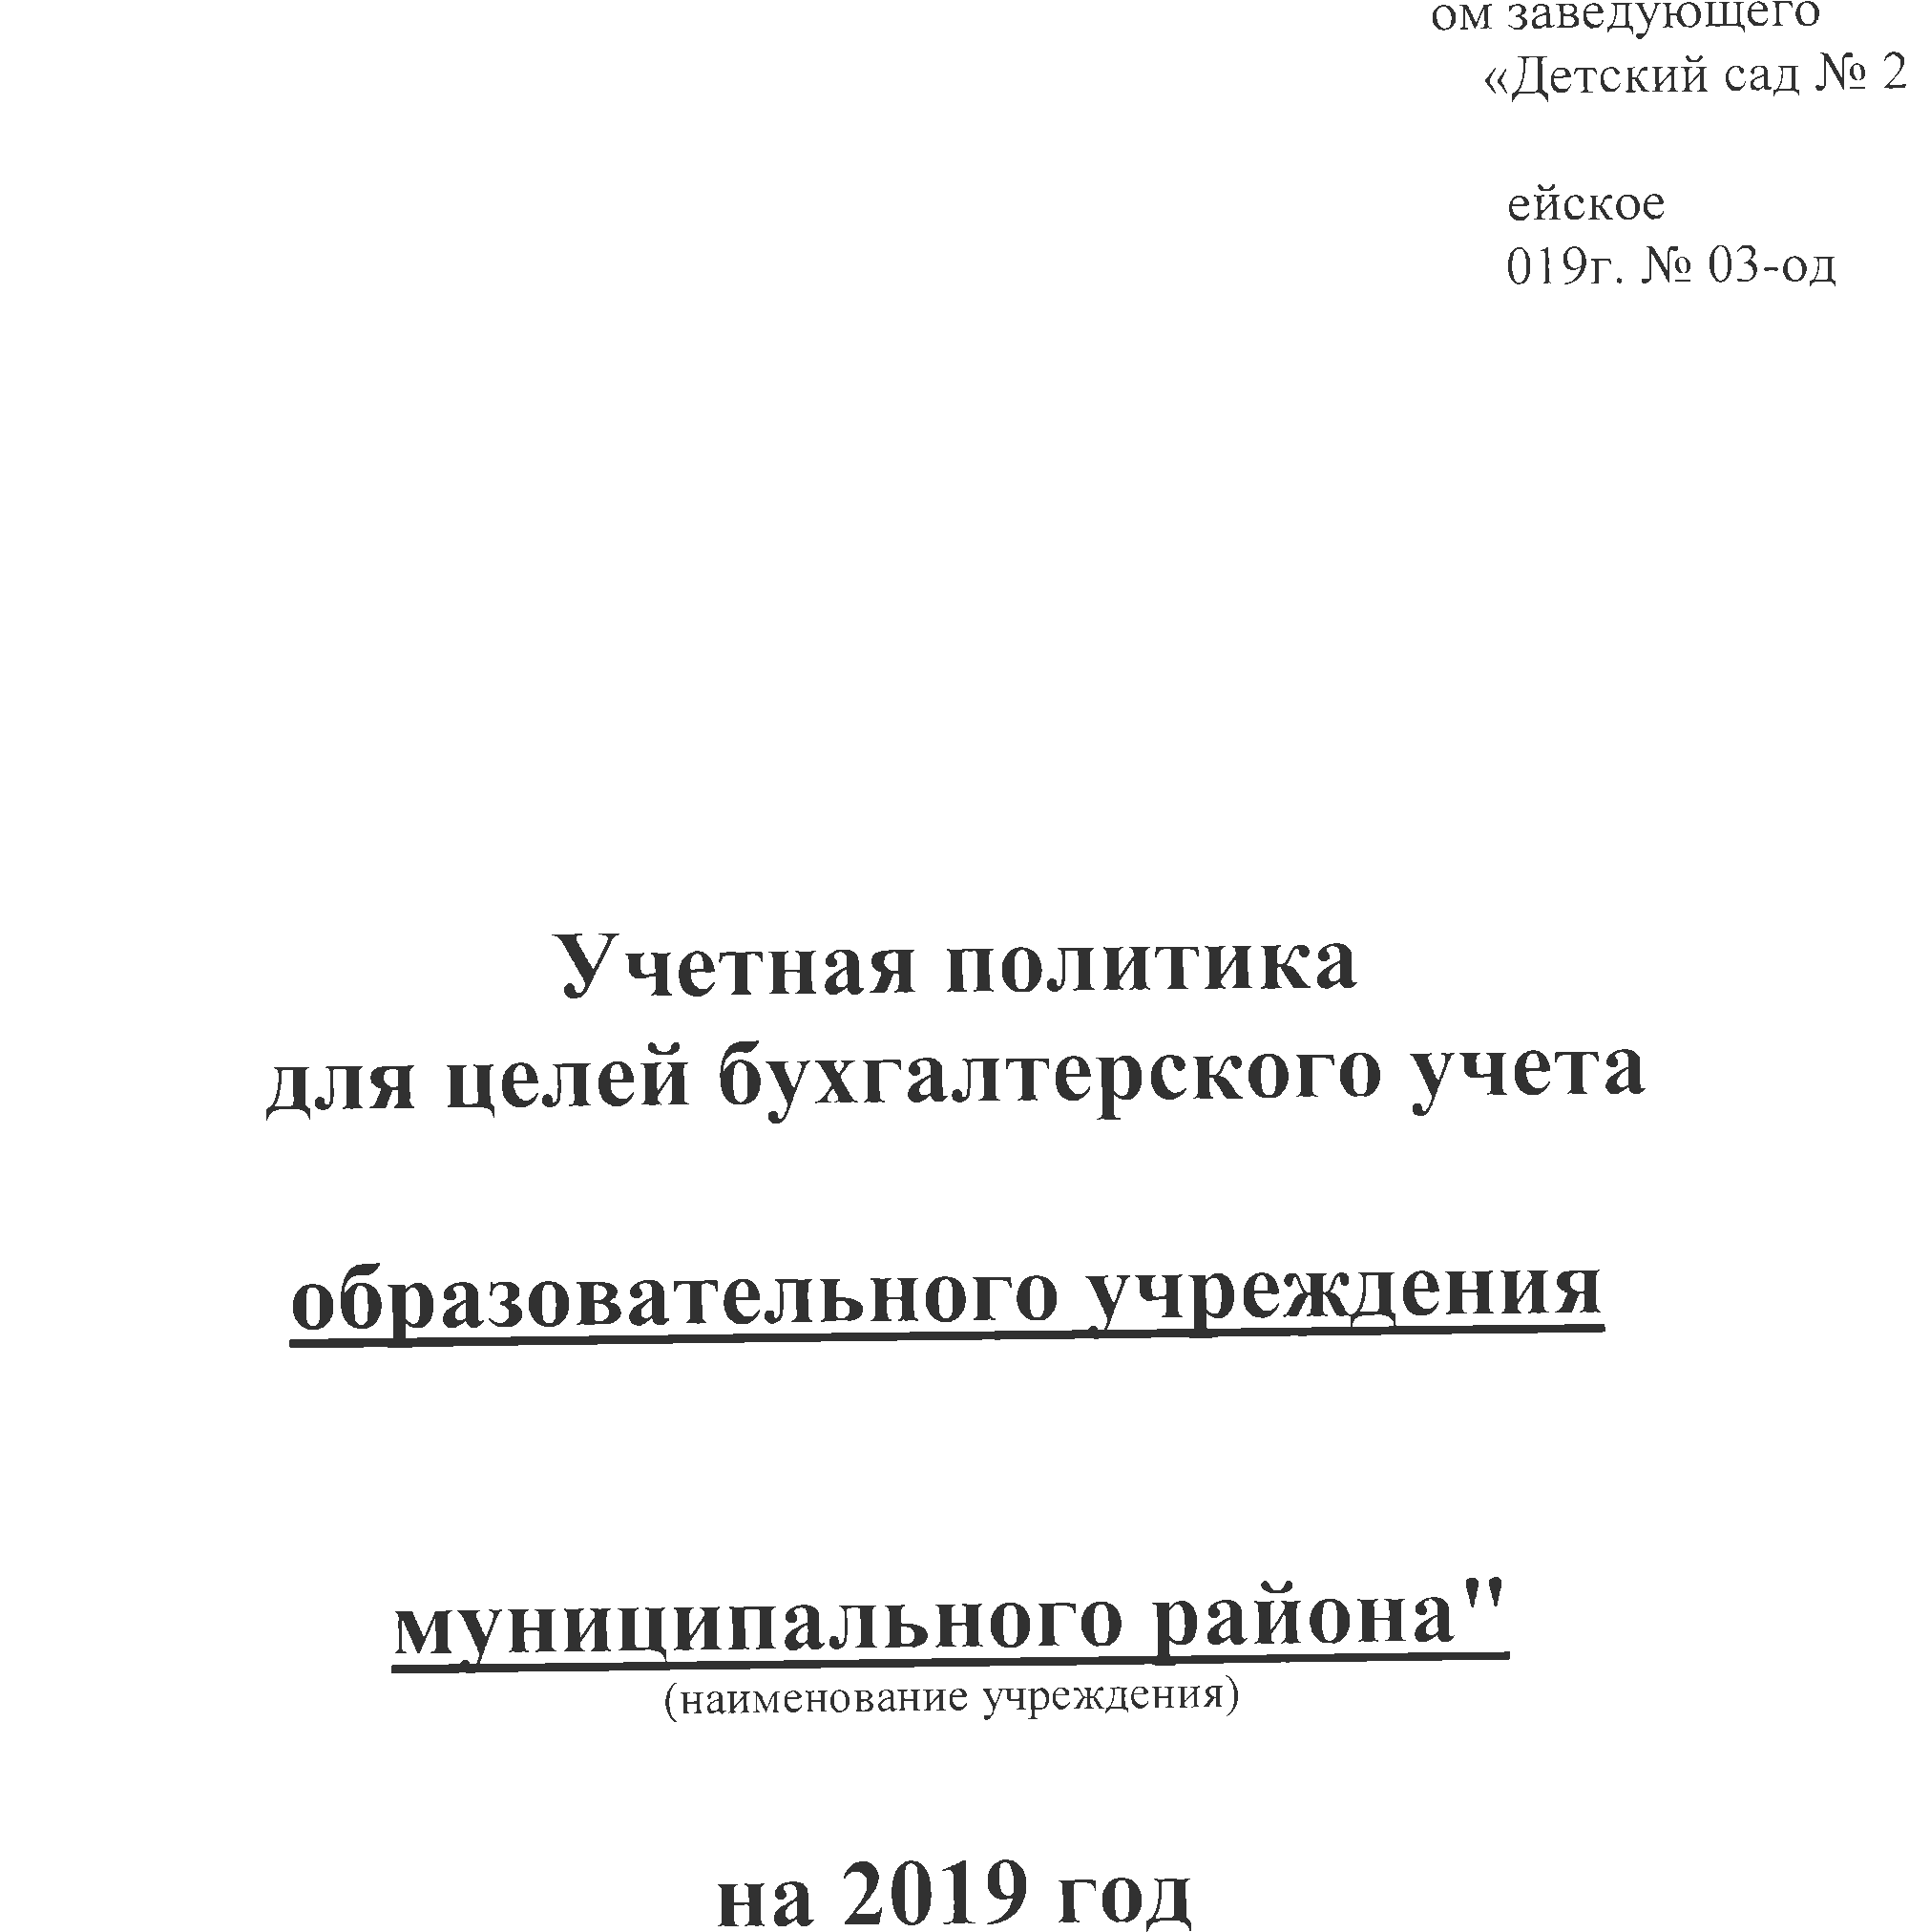 ом заведующего
«Детский сад № 2
ейское
019г. № 03-од
Учетная политика
для целей бухгалтерского учета
образовательного учреждения
муниципального района"
(наименование учреждения)
на 2019 год